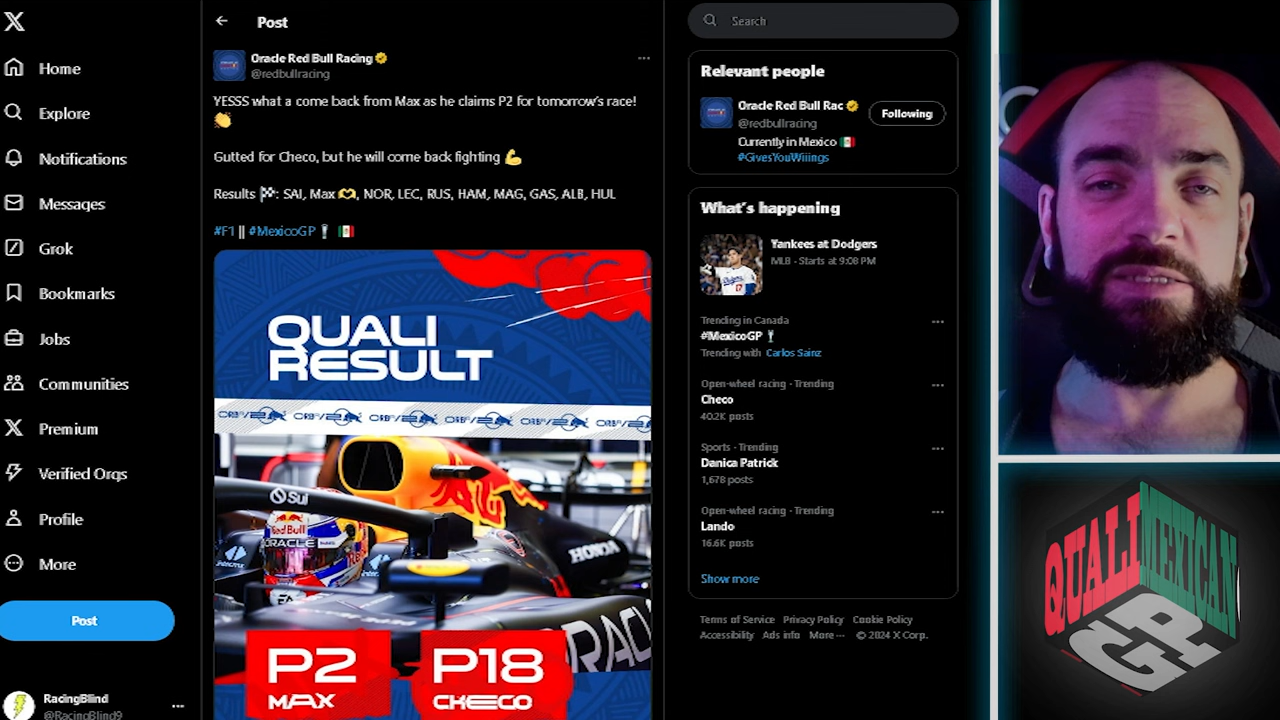 Home
Explore
Notifications
Messages
Grok
Bookmarks
Jobs
Communities
Premium
Verified Orgs
Profile
More
Post
RacingBlind
@RacingBlind9
Post
Oracle Red Bull Racing
@redbullracing
YESSS what a come back from Max as he claims P2 for tomorrow's race!
👏
Gutted for Checo, but he will come back fighting 💪
Results 🏁: SAI, Max 🫶, NOR, LEC, RUS, HAM, MAG, GAS, ALB, HUL
#F1 || #MexicoGP 🇲🇽
QUALI
RESULT
Sui
Red Bull
ORACLE
HONDA
ORAC
P2
MAX
P18
CHECO
Search
Relevant people
Oracle Red Bull Rac
Following
@redbullracing
Currently in Mexico 🇲🇽
#GivesYouWiiings
What's happening
Yankees at Dodgers
MLB · Starts at 9:08 PM
Trending in Canada
#MexicoGP
Trending with Carlos Sainz
Open-wheel racing · Trending
Checo
40.2K posts
Sports · Trending
Danica Patrick
1,678 posts
Open-wheel racing · Trending
Lando
16.6K posts
Show more
Terms of Service Privacy Policy Cookie Policy
Accessibility Ads info More ··· © 2024 X Corp.
QUALI
MEXICAN
GP